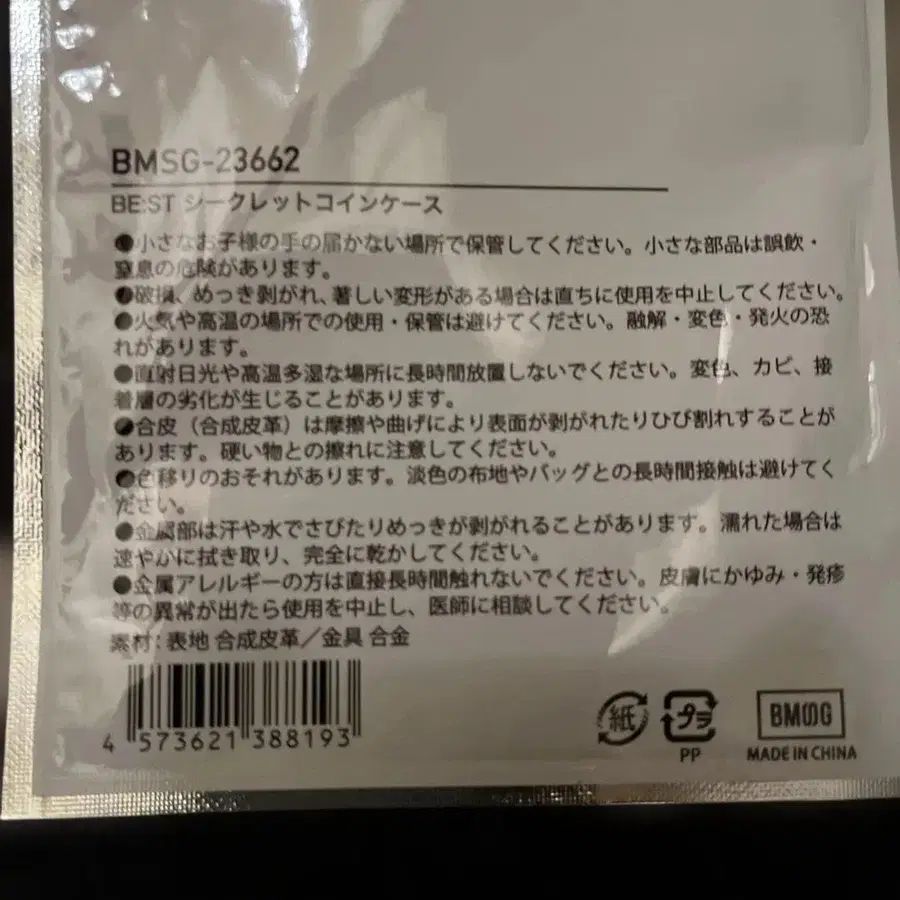 BMSG-23662
BE:ST シークレットコインケース
●小さなお子様の手の届かない場所で保管してください。小さな部品は誤飲・
窒息の危険があります。
●破損、めっき剥がれ、著しい変形がある場合は直ちに使用を中止してください。
●火気や高温の場所での使用・保管は避けてください。融解・変色・発火の恐
れがあります。
●直射日光や高温多湿な場所に長時間放置しないでください。変色、カビ、接
着層の劣化が生じることがあります。
●合皮（合成皮革）は摩擦や曲げにより表面が剥がれたりひび割れすることが
あります。硬い物との擦れに注意してください。
●色移りのおそれがあります。淡色の布地やバッグとの長時間接触は避けてく
ださい。
●金属部は汗や水でさびたりめっきが剥がれることがあります。濡れた場合は
速やかに拭き取り、完全に乾かしてください。
●金属アレルギーの方は直接長時間触れないでください。皮膚にかゆみ・発疹
等の異常が出たら使用を中止し、医師に相談してください。
素材：表地 合成皮革／金具 合金
4 573621 388193
紙
プラ
PP
BMSG
MADE IN CHINA